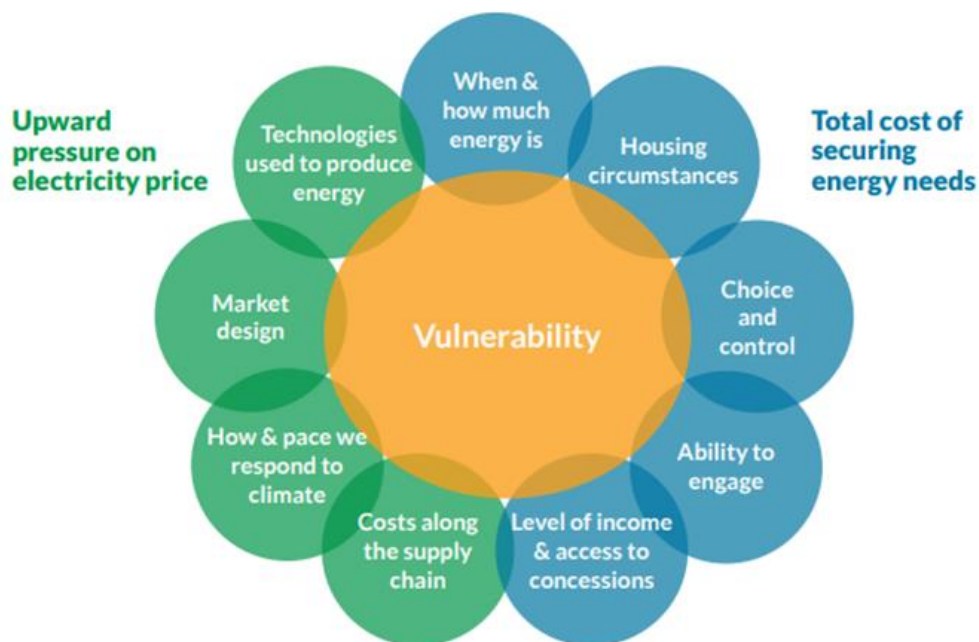 Upward
pressure on
electricity price
Technologies
used to produce
energy
When &
how much
energy is
Housing
circumstances
Total cost of
securing
energy needs
Market
design
Vulnerability
Choice
and
control
How & pace we
respond to
climate
Ability to
engage
Costs along
the supply
chain
Level of income
& access to
concessions